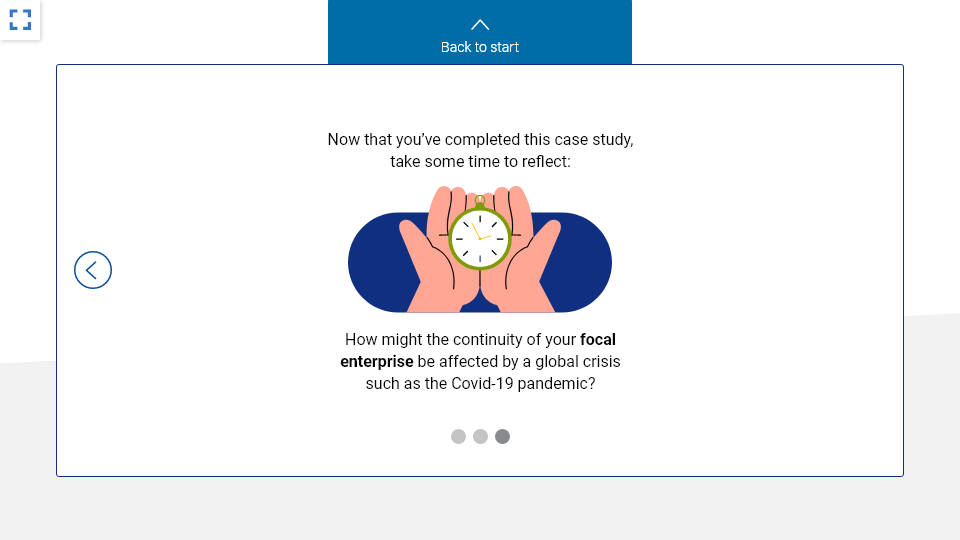 Back to start
Now that you’ve completed this case study,
take some time to reflect:
How might the continuity of your focal
enterprise be affected by a global crisis
such as the Covid-19 pandemic?